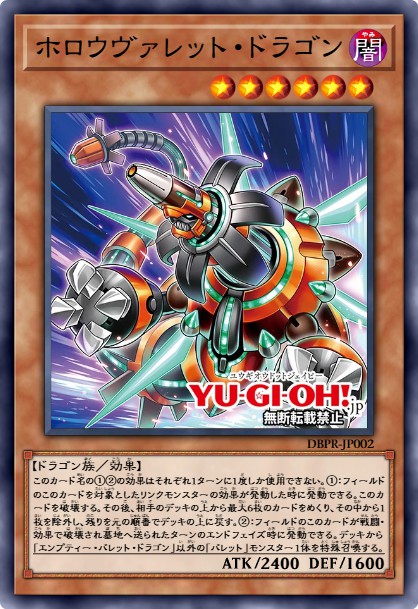 ホロウヴァレット・ドラゴン
闇
ユウギオウドットジェイピー
YU-GI-OH!.JP
無断転載禁止
DBPR-JP002
【ドラゴン族/効果】
このカード名の①②の効果はそれぞれ1ターンに1度しか使用できない。①:フィールド
のこのカードを対象としたリンクモンスターの効果が発動した時に発動できる。このカ
ードを破壊する。その後、相手のデッキの上から最大6枚のカードをめくり、その中から1
枚を除外し、残りを元の順番でデッキの上に戻す。②:フィールドのこのカードが戦闘・
効果で破壊され墓地へ送られたターンのエンドフェイズ時に発動できる。デッキから
「エンプティー・バレット・ドラゴン」以外の「バレット」モンスター1体を特殊召喚する。
ATK/2400 DEF/1600